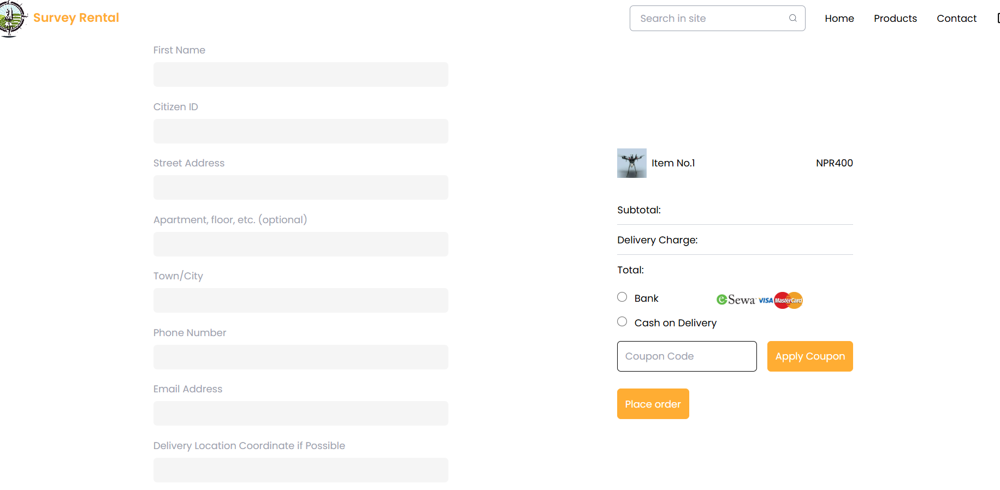 Survey Rental
Search in site
Home
Products
Contact
First Name
Citizen ID
Street Address
Apartment, floor, etc. (optional)
Town/City
Phone Number
Email Address
Delivery Location Coordinate if Possible
Item No.1
NPR400
Subtotal:
Delivery Charge:
Total:
Bank
eSewa
VISA
MasterCard
Cash on Delivery
Coupon Code
Apply Coupon
Place order